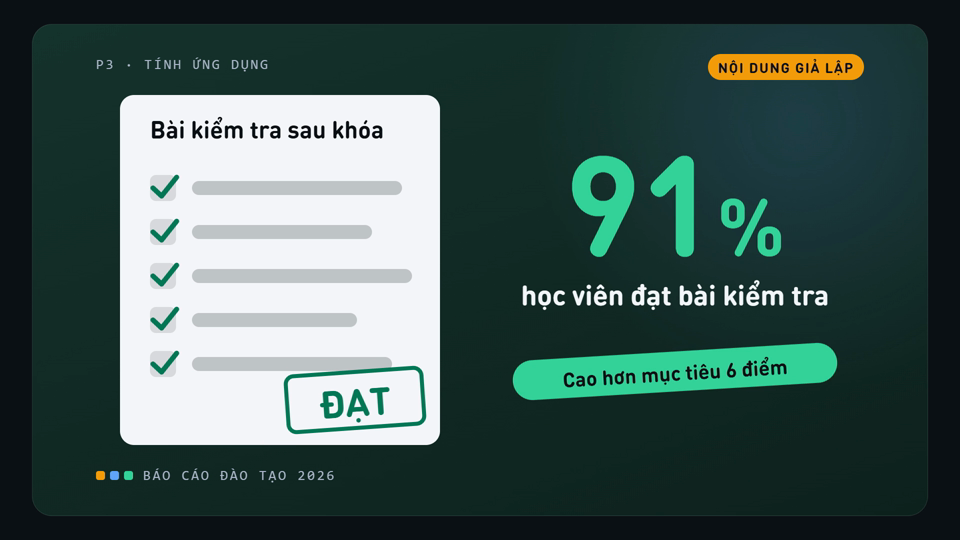 P3 · TÍNH ỨNG DỤNG
NỘI DUNG GIẢ LẬP
Bài kiểm tra sau khóa
ĐẠT
91%
học viên đạt bài kiểm tra
Cao hơn mục tiêu 6 điểm
BÁO CÁO ĐÀO TẠO 2026